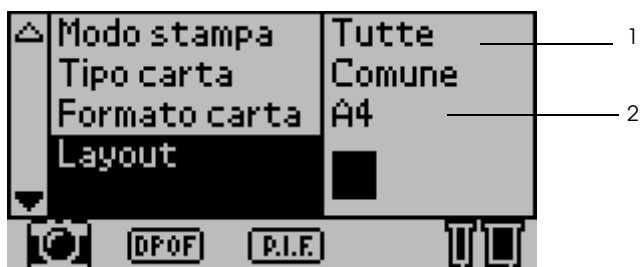 Modo stampa Tutte 1
Tipo carta Comune
Formato carta A4 2
Layout
DPOF P.I.F.